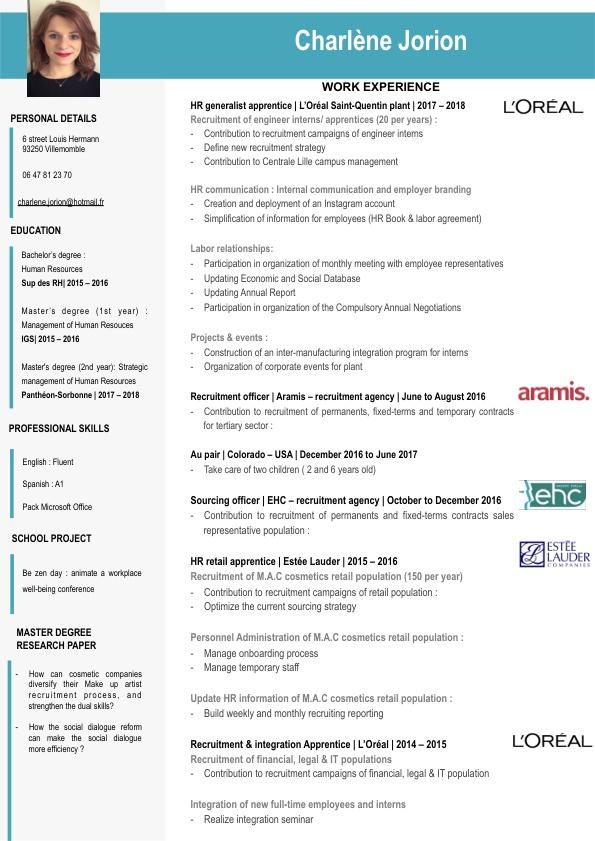 Charlène Jorion
PERSONAL DETAILS
6 street Louis Hermann
93250 Villemomble
06 47 81 23 70
charlene.jorion@hotmail.fr
EDUCATION
Bachelor's degree :
Human Resources
Sup des RH| 2015 – 2016
Master's degree (1st year) :
Management of Human Resouces
IGS| 2015 – 2016
Master's degree (2nd year): Strategic
management of Human Resources
Panthéon-Sorbonne | 2017 – 2018
PROFESSIONAL SKILLS
English : Fluent
Spanish : A1
Pack Microsoft Office
SCHOOL PROJECT
Be zen day : animate a workplace
well-being conference
MASTER DEGREE
RESEARCH PAPER
- How can cosmetic companies
diversify their Make up artist
recruitment process, and
strengthen the dual skills?
- How the social dialogue reform
can make the social dialogue
more efficiency ?
WORK EXPERIENCE
HR generalist apprentice | L'Oréal Saint-Quentin plant | 2017 – 2018
L'ORÉAL
Recruitment of engineer interns/ apprentices (20 per years) :
- Contribution to recruitment campaigns of engineer interns
- Define new recruitment strategy
- Contribution to Centrale Lille campus management
HR communication : Internal communication and employer branding
- Creation and deployment of an Instagram account
- Simplification of information for employees (HR Book & labor agreement)
Labor relationships:
- Participation in organization of monthly meeting with employee representatives
- Updating Economic and Social Database
- Updating Annual Report
- Participation in organization of the Compulsory Annual Negotiations
Projects & events :
- Construction of an inter-manufacturing integration program for interns
- Organization of corporate events for plant
Recruitment officer | Aramis – recruitment agency | June to August 2016
aramis.
- Contribution to recruitment of permanents, fixed-terms and temporary contracts
for tertiary sector :
Au pair | Colorado – USA | December 2016 to June 2017
- Take care of two children ( 2 and 6 years old)
Sourcing officer | EHC – recruitment agency | October to December 2016
ehc
- Contribution to recruitment of permanents and fixed-terms contracts sales
representative population :
HR retail apprentice | Estée Lauder | 2015 – 2016
ESTĒE
LAUDER
COMPANIES
Recruitment of M.A.C cosmetics retail population (150 per year)
- Contribution to recruitment campaigns of retail population :
- Optimize the current sourcing strategy
Personnel Administration of M.A.C cosmetics retail population :
- Manage onboarding process
- Manage temporary staff
Update HR information of M.A.C cosmetics retail population :
- Build weekly and monthly recruiting reporting
Recruitment & integration Apprentice | L'Oréal | 2014 – 2015
L'ORÉAL
Recruitment of financial, legal & IT populations
- Contribution to recruitment campaigns of financial, legal & IT population
Integration of new full-time employees and interns
- Realize integration seminar